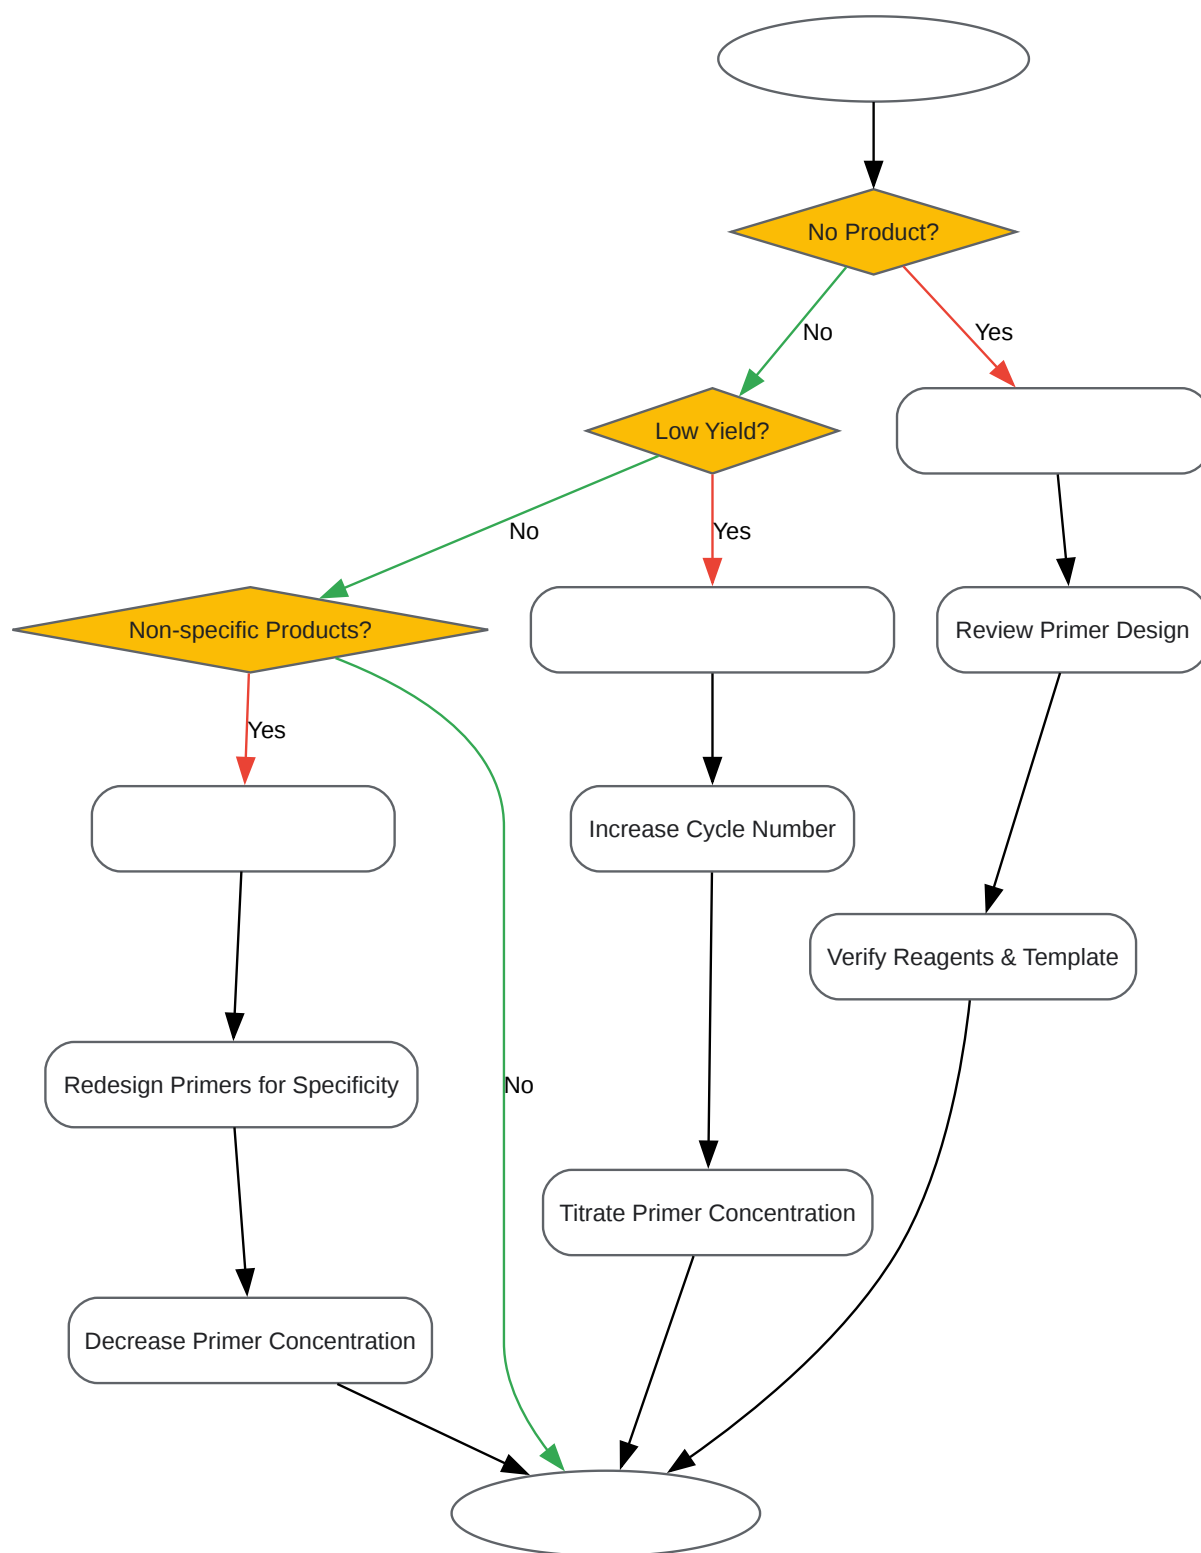 No Product?
No
Yes
Low Yield?
No
Yes
Non-specific Products?
Review Primer Design
Yes
Increase Cycle Number
Verify Reagents & Template
Redesign Primers for Specificity
No
Titrate Primer Concentration
Decrease Primer Concentration